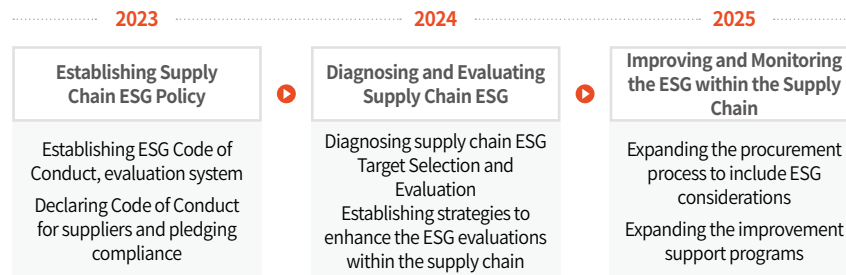 2023
Establishing Supply
Chain ESG Policy
Establishing ESG Code of
Conduct, evaluation system
Declaring Code of Conduct
for suppliers and pledging
compliance
2024
Diagnosing and Evaluating
Supply Chain ESG
Diagnosing supply chain ESG
Target Selection and
Evaluation
Establishing strategies to
enhance the ESG evaluations
within the supply chain
2025
Improving and Monitoring
the ESG within the Supply
Chain
Expanding the procurement
process to include ESG
considerations
Expanding the improvement
support programs